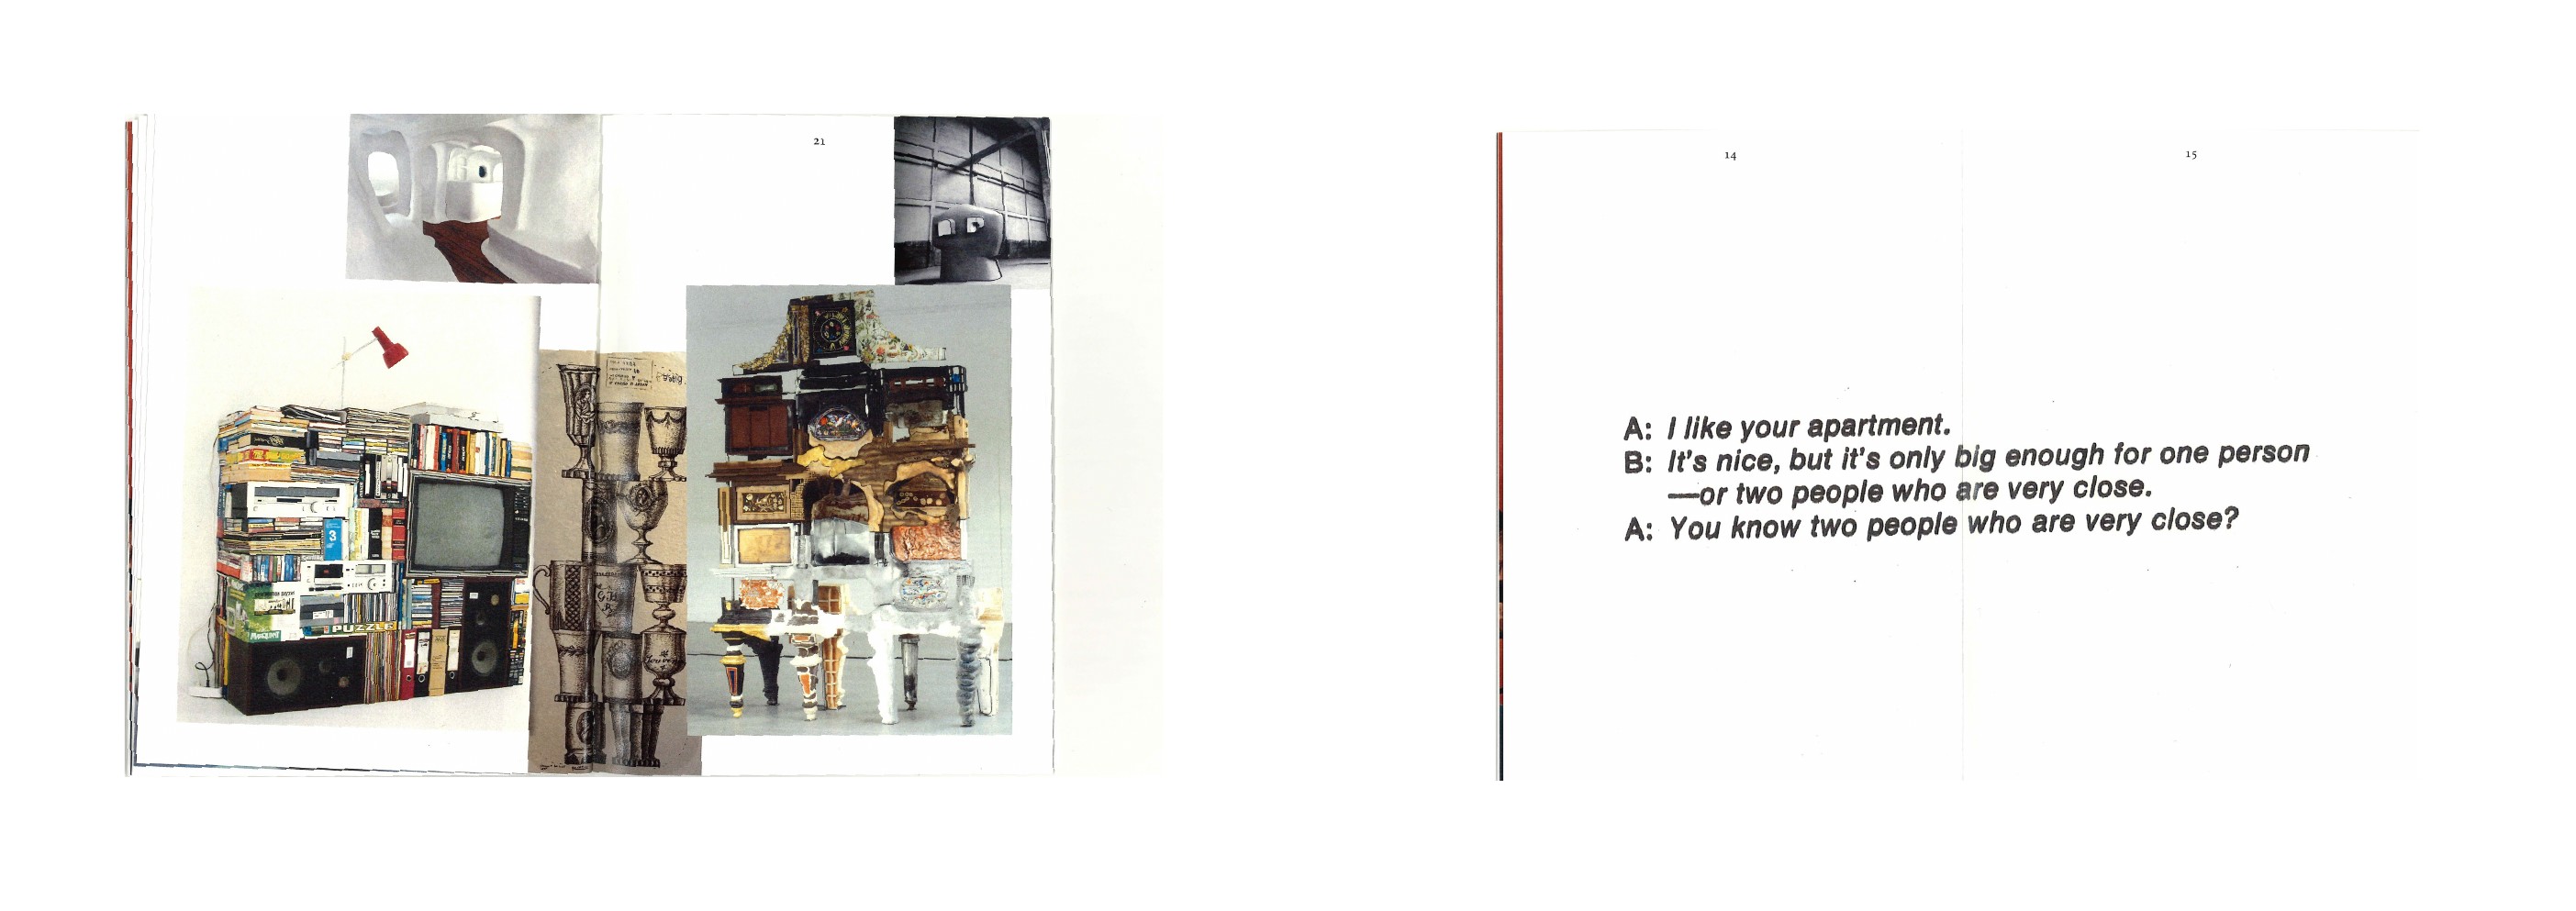 21
3
PUZZLE
14
15
A: I like your apartment.
B: It's nice, but it's only big enough for one person
—or two people who are very close.
A: You know two people who are very close?